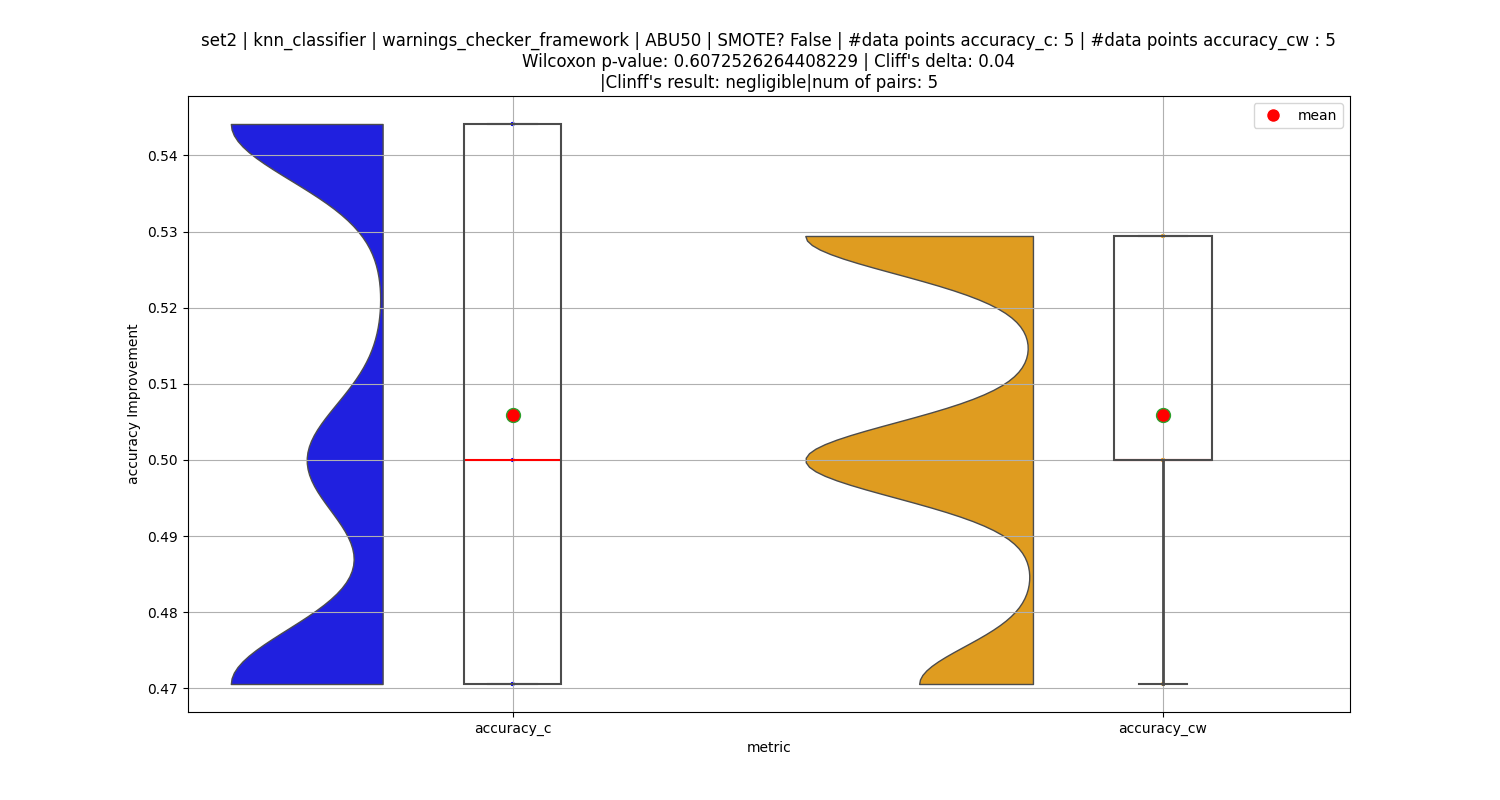 set2 | knn_classifier | warnings_checker_framework | ABU50 | SMOTE? False | #data points accuracy_c: 5 | #data points accuracy_cw : 5
Wilcoxon p-value: 0.6072526264408229 | Cliff's delta: 0.04
|Clinff's result: negligible|num of pairs: 5
mean
0.54
0.53
0.52
0.51
0.50
0.49
0.48
0.47
accuracy Improvement
accuracy_c
accuracy_cw
metric